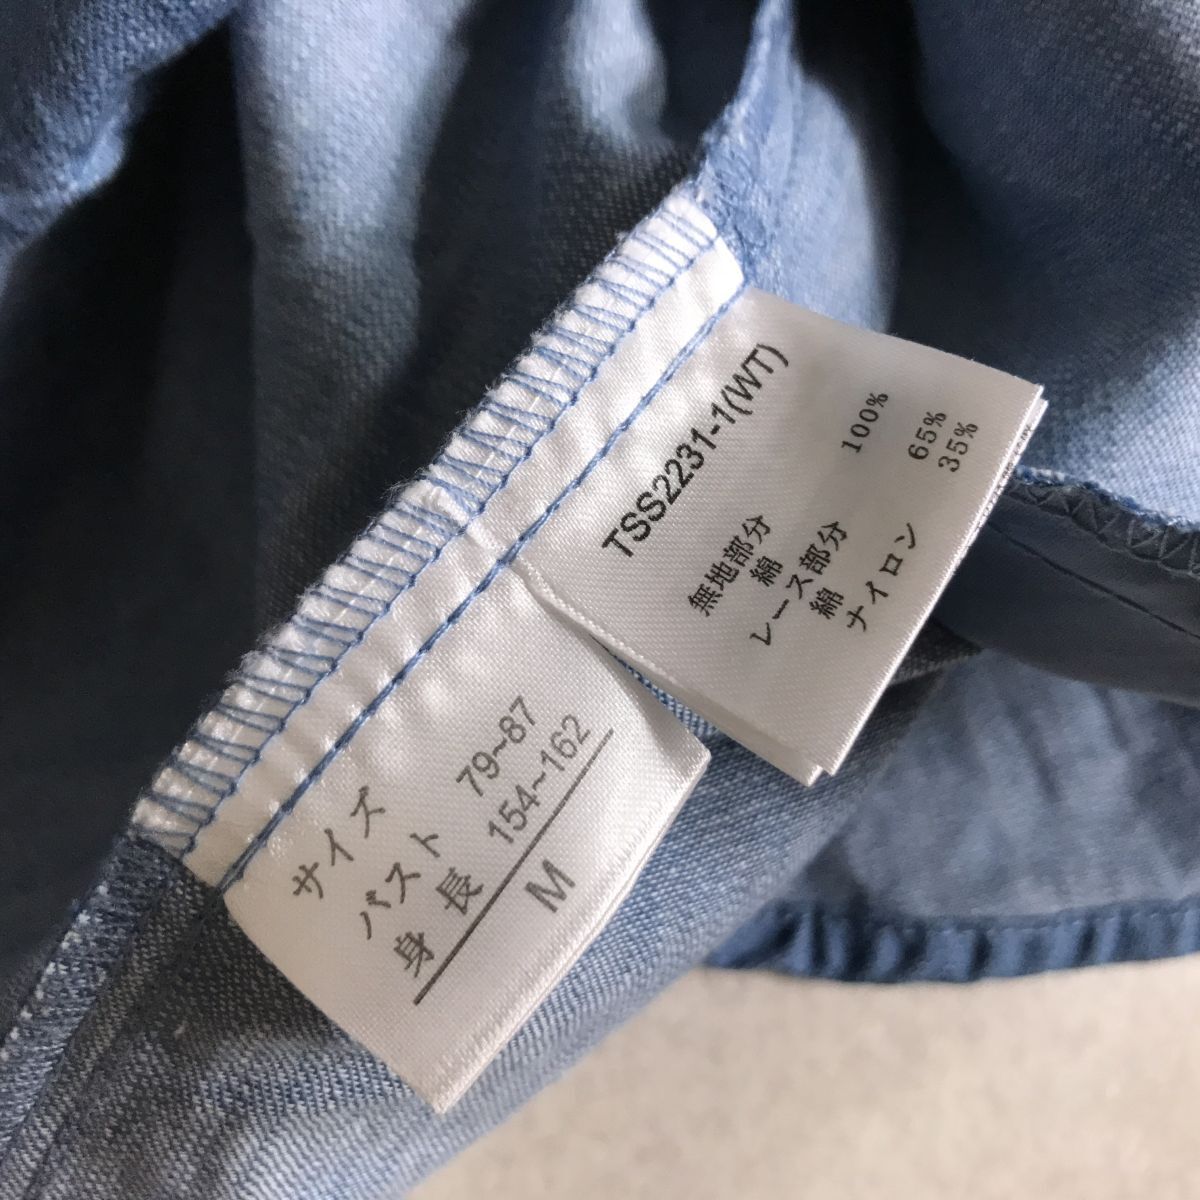 TSS2231-1(WT)
無地部分
綿 100%
レース部分
綿 65%
ナイロン 35%
サイズ
バスト 79~87
身長 154~162
M